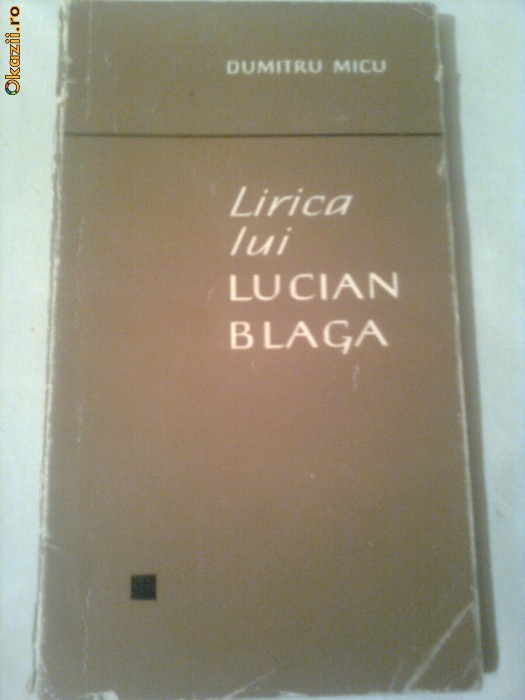 Okazii.ro
DUMITRU MICU
Lirica
lui
LUCIAN
BLAGA